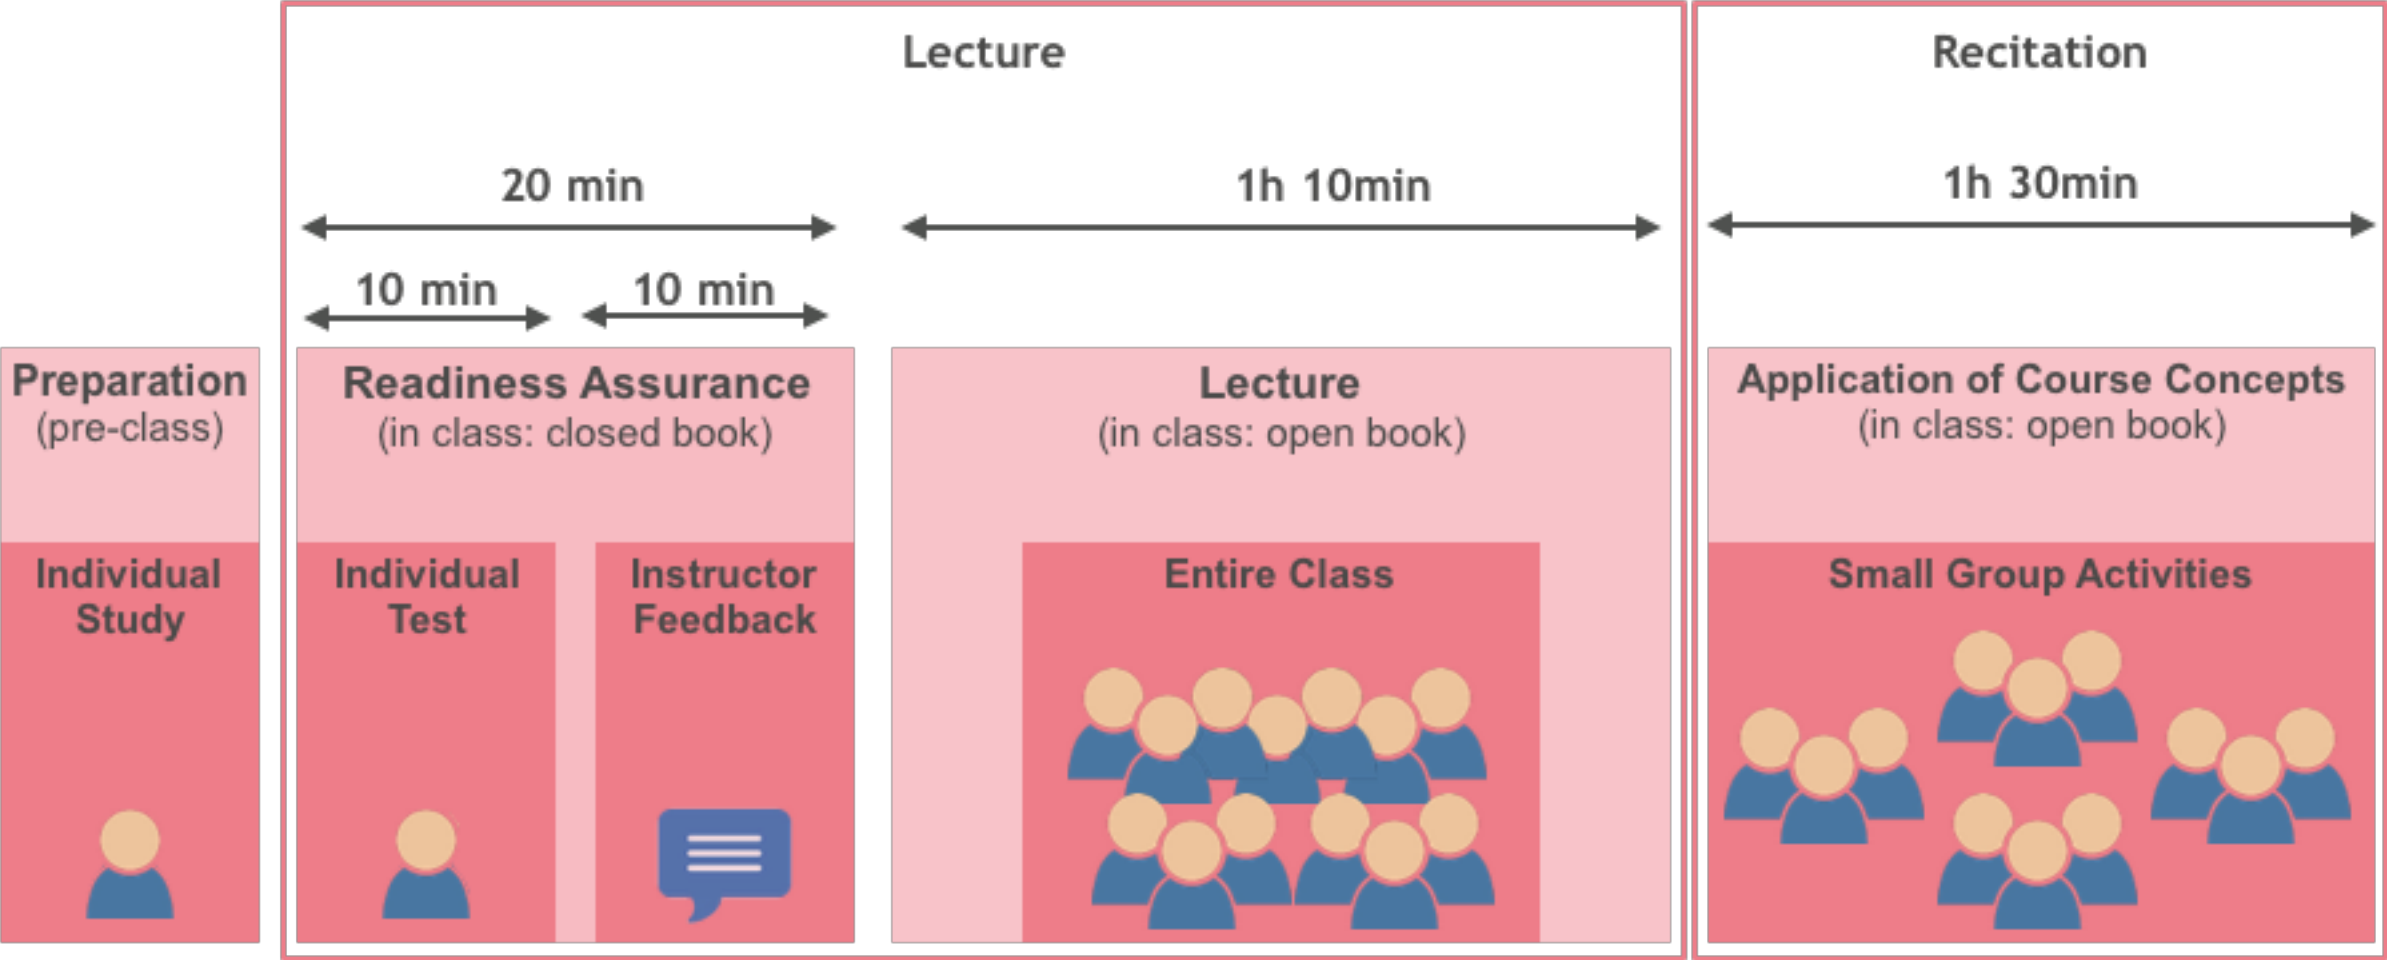 Lecture
Recitation
20 min
1h 10min
1h 30min
10 min
10 min
Preparation
(pre-class)
Readiness Assurance
(in class: closed book)
Lecture
(in class: open book)
Application of Course Concepts
(in class: open book)
Individual
Study
Individual
Test
Instructor
Feedback
Entire Class
Small Group Activities